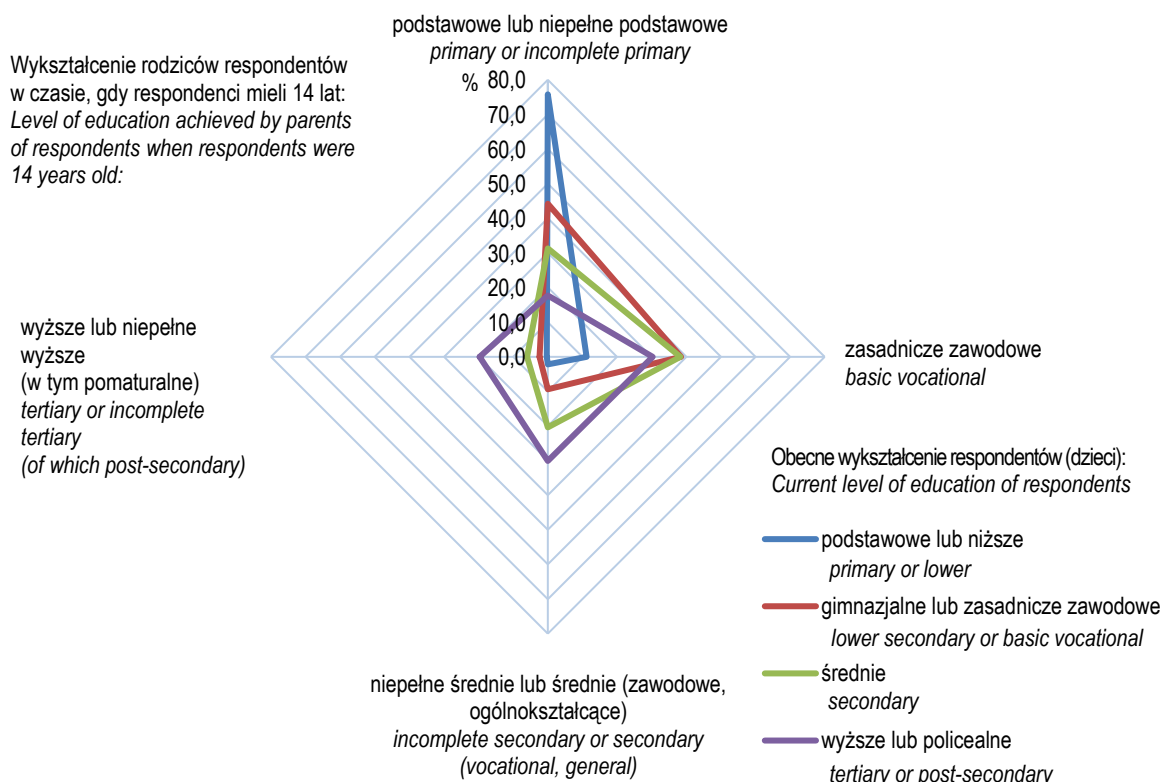 podstawowe lub niepełne podstawowe
primary or incomplete primary
Wykształcenie rodziców respondentów
w czasie, gdy respondenci mieli 14 lat:
Level of education achieved by parents
of respondents when respondents were
14 years old:
%
80,0
70,0
60,0
50,0
40,0
30,0
20,0
10,0
0,0
wyższe lub niepełne
wyższe
(w tym pomaturalne)
tertiary or incomplete
tertiary
(of which post-secondary)
zasadnicze zawodowe
basic vocational
niepełne średnie lub średnie (zawodowe,
ogólnokształcące)
incomplete secondary or secondary
(vocational, general)
Obecne wykształcenie respondentów (dzieci):
Current level of education of respondents
podstawowe lub niższe
primary or lower
gimnazjalne lub zasadnicze zawodowe
lower secondary or basic vocational
średnie
secondary
wyższe lub policealne
tertiary or post-secondary